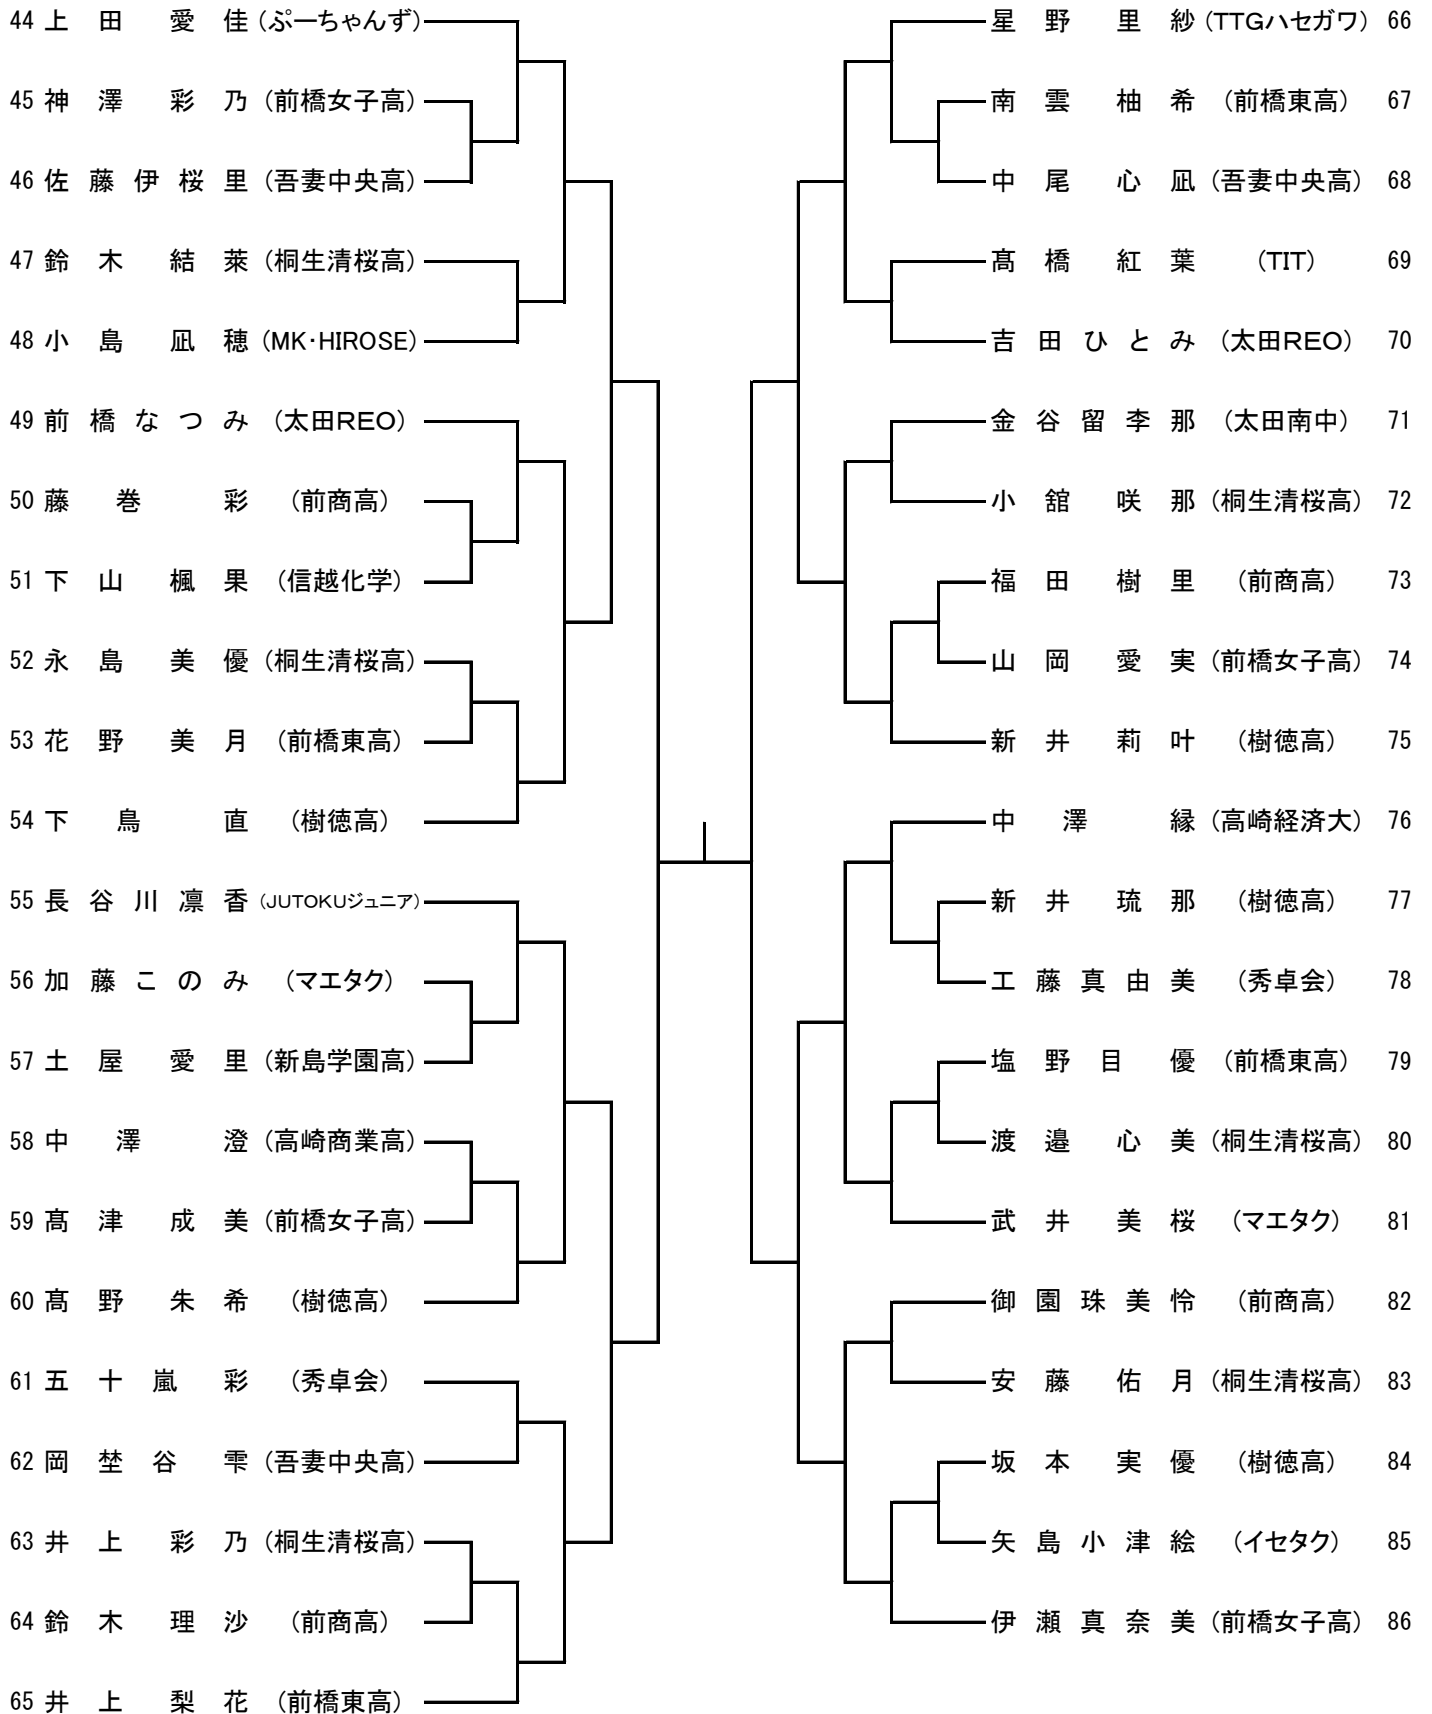 44 上田 愛佳 (ぷーちゃんず)
45 神澤 彩乃 (前橋女子高)
46 佐藤伊桜里 (吾妻中央高)
47 鈴木 結萊 (桐生清桜高)
48 小島 凪穂 (MK･HIROSE)
49 前橋なつみ (太田REO)
50 藤巻 彩 (前商高)
51 下山 楓果 (信越化学)
52 永島 美優 (桐生清桜高)
53 花野 美月 (前橋東高)
54 下鳥 直 (樹徳高)
55 長谷川凛香 (JUTOKUジュニア)
56 加藤このみ (マエタク)
57 土屋 愛里 (新島学園高)
58 中澤 澄 (高崎商業高)
59 髙津 成美 (前橋女子高)
60 髙野 朱希 (樹徳高)
61 五十嵐 彩 (秀卓会)
62 岡埜谷 雫 (吾妻中央高)
63 井上 彩乃 (桐生清桜高)
64 鈴木 理沙 (前商高)
65 井上 梨花 (前橋東高)
星野 里紗 (TTGハセガワ) 66
南雲 柚希 (前橋東高) 67
中尾 心凪 (吾妻中央高) 68
髙橋 紅葉 (TIT) 69
吉田ひとみ (太田REO) 70
金谷留李那 (太田南中) 71
小舘 咲那 (桐生清桜高) 72
福田 樹里 (前商高) 73
山岡 愛実 (前橋女子高) 74
新井 莉叶 (樹徳高) 75
中澤 縁 (高崎経済大) 76
新井 琉那 (樹徳高) 77
工藤真由美 (秀卓会) 78
塩野目 優 (前橋東高) 79
渡邉 心美 (桐生清桜高) 80
武井 美桜 (マエタク) 81
御園珠美怜 (前商高) 82
安藤 佑月 (桐生清桜高) 83
坂本 実優 (樹徳高) 84
矢島小津絵 (イセタク) 85
伊瀬真奈美 (前橋女子高) 86